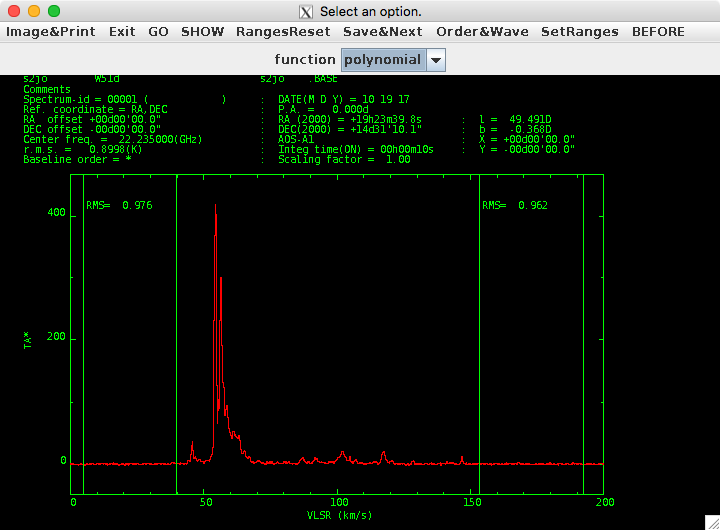 Select an option.
Image&Print Exit GO SHOW RangesReset Save&Next Order&Wave SetRanges BEFORE
function polynomial
s2jo W51d s2jo .BASE
Comments
Spectrum-id = 00001 ( ) : DATE(M D Y) = 10 19 17
Ref. coordinate = RA,DEC : P.A. = 0.000d
RA offset +00d00'00.0" : RA (2000) = +19h23m39.8s : l = 49.491D
DEC offset -00d00'00.0" : DEC(2000) = +14d31'10.1" : b = -0.368D
Center freq. = 22.235000(GHz) : AOS-A1 : X = +00d00'00.0"
r.m.s. = 0.8998(K) : Integ time(ON) = 00h00m10s : Y = -00d00'00.0"
Baseline order = * : Scaling factor = 1.00
RMS= 0.976 RMS= 0.962
400
200
TA*
0
0 50 100 150 200
VLSR (km/s)